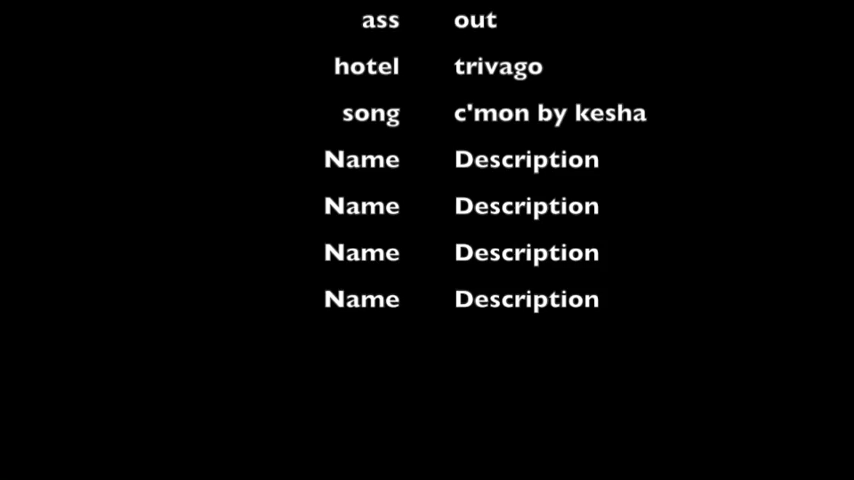 ass out
hotel trivago
song c'mon by kesha
Name Description
Name Description
Name Description
Name Description